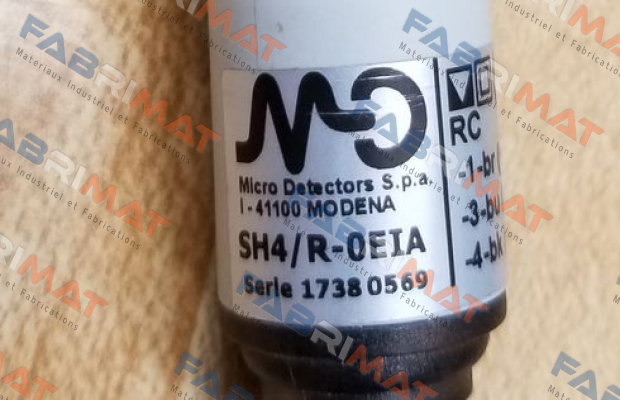 Micro Detectors S.p.a.
I - 41100 MODENA
SH4/R-0EIA
Serie 1738 0569
RC
-1-br
-3-bu
-4-bk
FABRIMAT
Materiaux Industriel et Fabrications